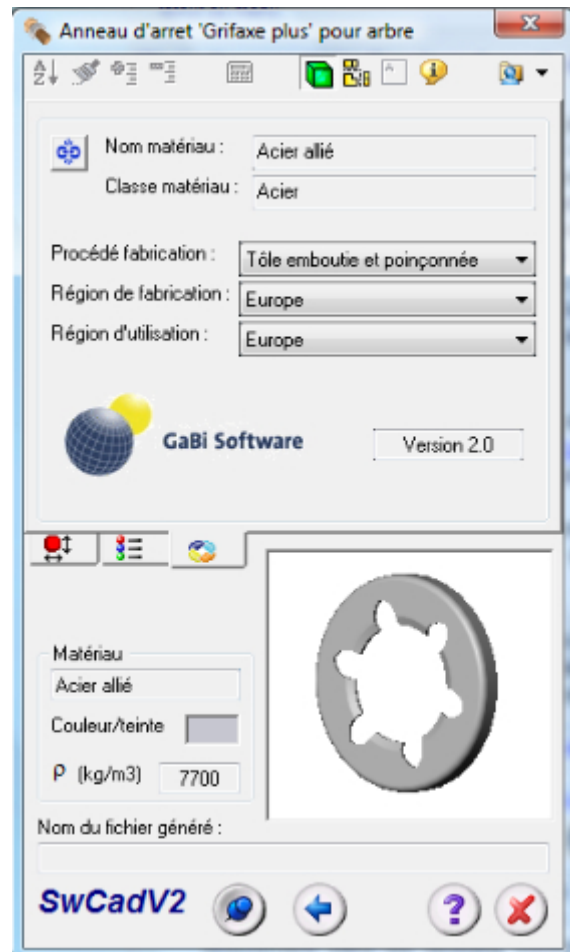 Anneau d'arret 'Grifaxe plus' pour arbre
Nom matériau : Acier allié
Classe matériau : Acier
Procédé fabrication : Tôle emboutie et poinçonnée
Région de fabrication : Europe
Région d'utilisation : Europe
GaBi Software Version 2.0
Matériau
Acier allié
Couleur/teinte
ρ (kg/m3) 7700
Nom du fichier généré :
SwCadV2